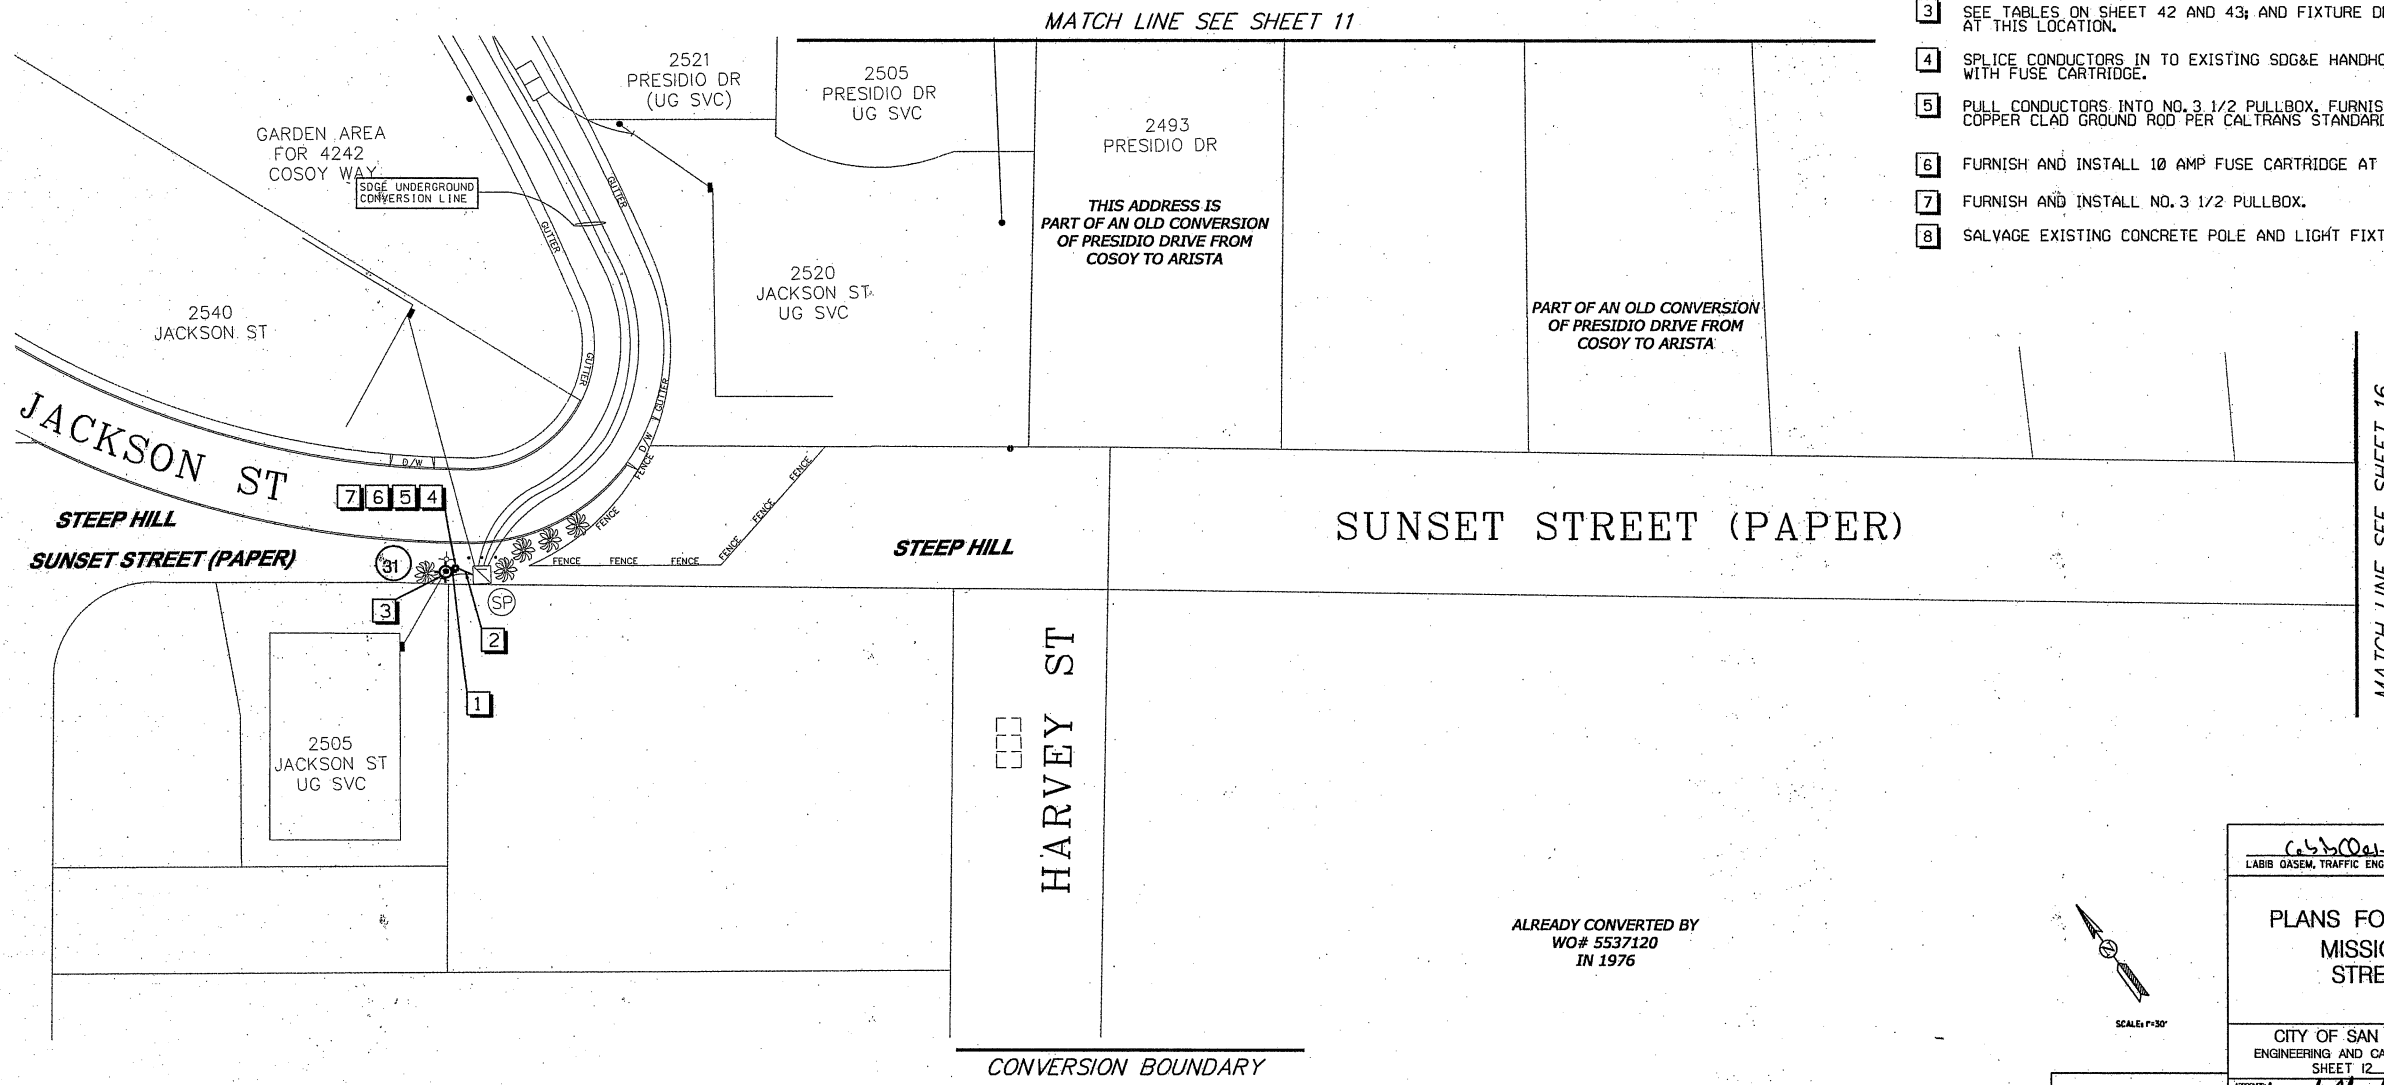 MATCH LINE SEE SHEET 11
3 SEE TABLES ON SHEET 42 AND 43; AND FIXTURE
AT THIS LOCATION.
4 SPLICE CONDUCTORS IN TO EXISTING SDG&E
WITH FUSE CARTRIDGE.
5 PULL CONDUCTORS INTO NO. 3 1/2 PULLBOX.
COPPER CLAD GROUND ROD PER CALTRANS
6 FURNISH AND INSTALL 10 AMP FUSE CARTRIDGE AT
7 FURNISH AND INSTALL NO. 3 1/2 PULLBOX.
8 SALVAGE EXISTING CONCRETE POLE AND LIGHT
2521
PRESIDIO DR
(UG SVC)
2505
PRESIDIO DR
UG SVC
2493
PRESIDIO DR
GARDEN AREA
FOR 4242
COSOY WAY
SDGE UNDERGROUND
CONVERSION LINE
GUTTER
GUTTER
GUTTER
GUTTER
THIS ADDRESS IS
PART OF AN OLD CONVERSION
OF PRESIDIO DRIVE FROM
COSOY TO ARISTA
2520
JACKSON ST
UG SVC
2540
JACKSON ST
PART OF AN OLD CONVERSION
OF PRESIDIO DRIVE FROM
COSOY TO ARISTA
JACKSON ST
D/W
D/W
FENCE
FENCE
FENCE
FENCE
FENCE
FENCE
FENCE
FENCE
7 6 5 4
STEEP HILL
SUNSET STREET (PAPER)
31
3
SP
2
1
STEEP HILL
SUNSET STREET (PAPER)
MATCH LINE SEE SHEET 16
HARVEY ST
2505
JACKSON ST
UG SVC
ALREADY CONVERTED BY
WO# 5537120
IN 1976
N
SCALE: 1"=30'
CONVERSION BOUNDARY
LABIB QASEM, TRAFFIC
PLANS
CITY OF SAN
ENGINEERING AND
SHEET 12